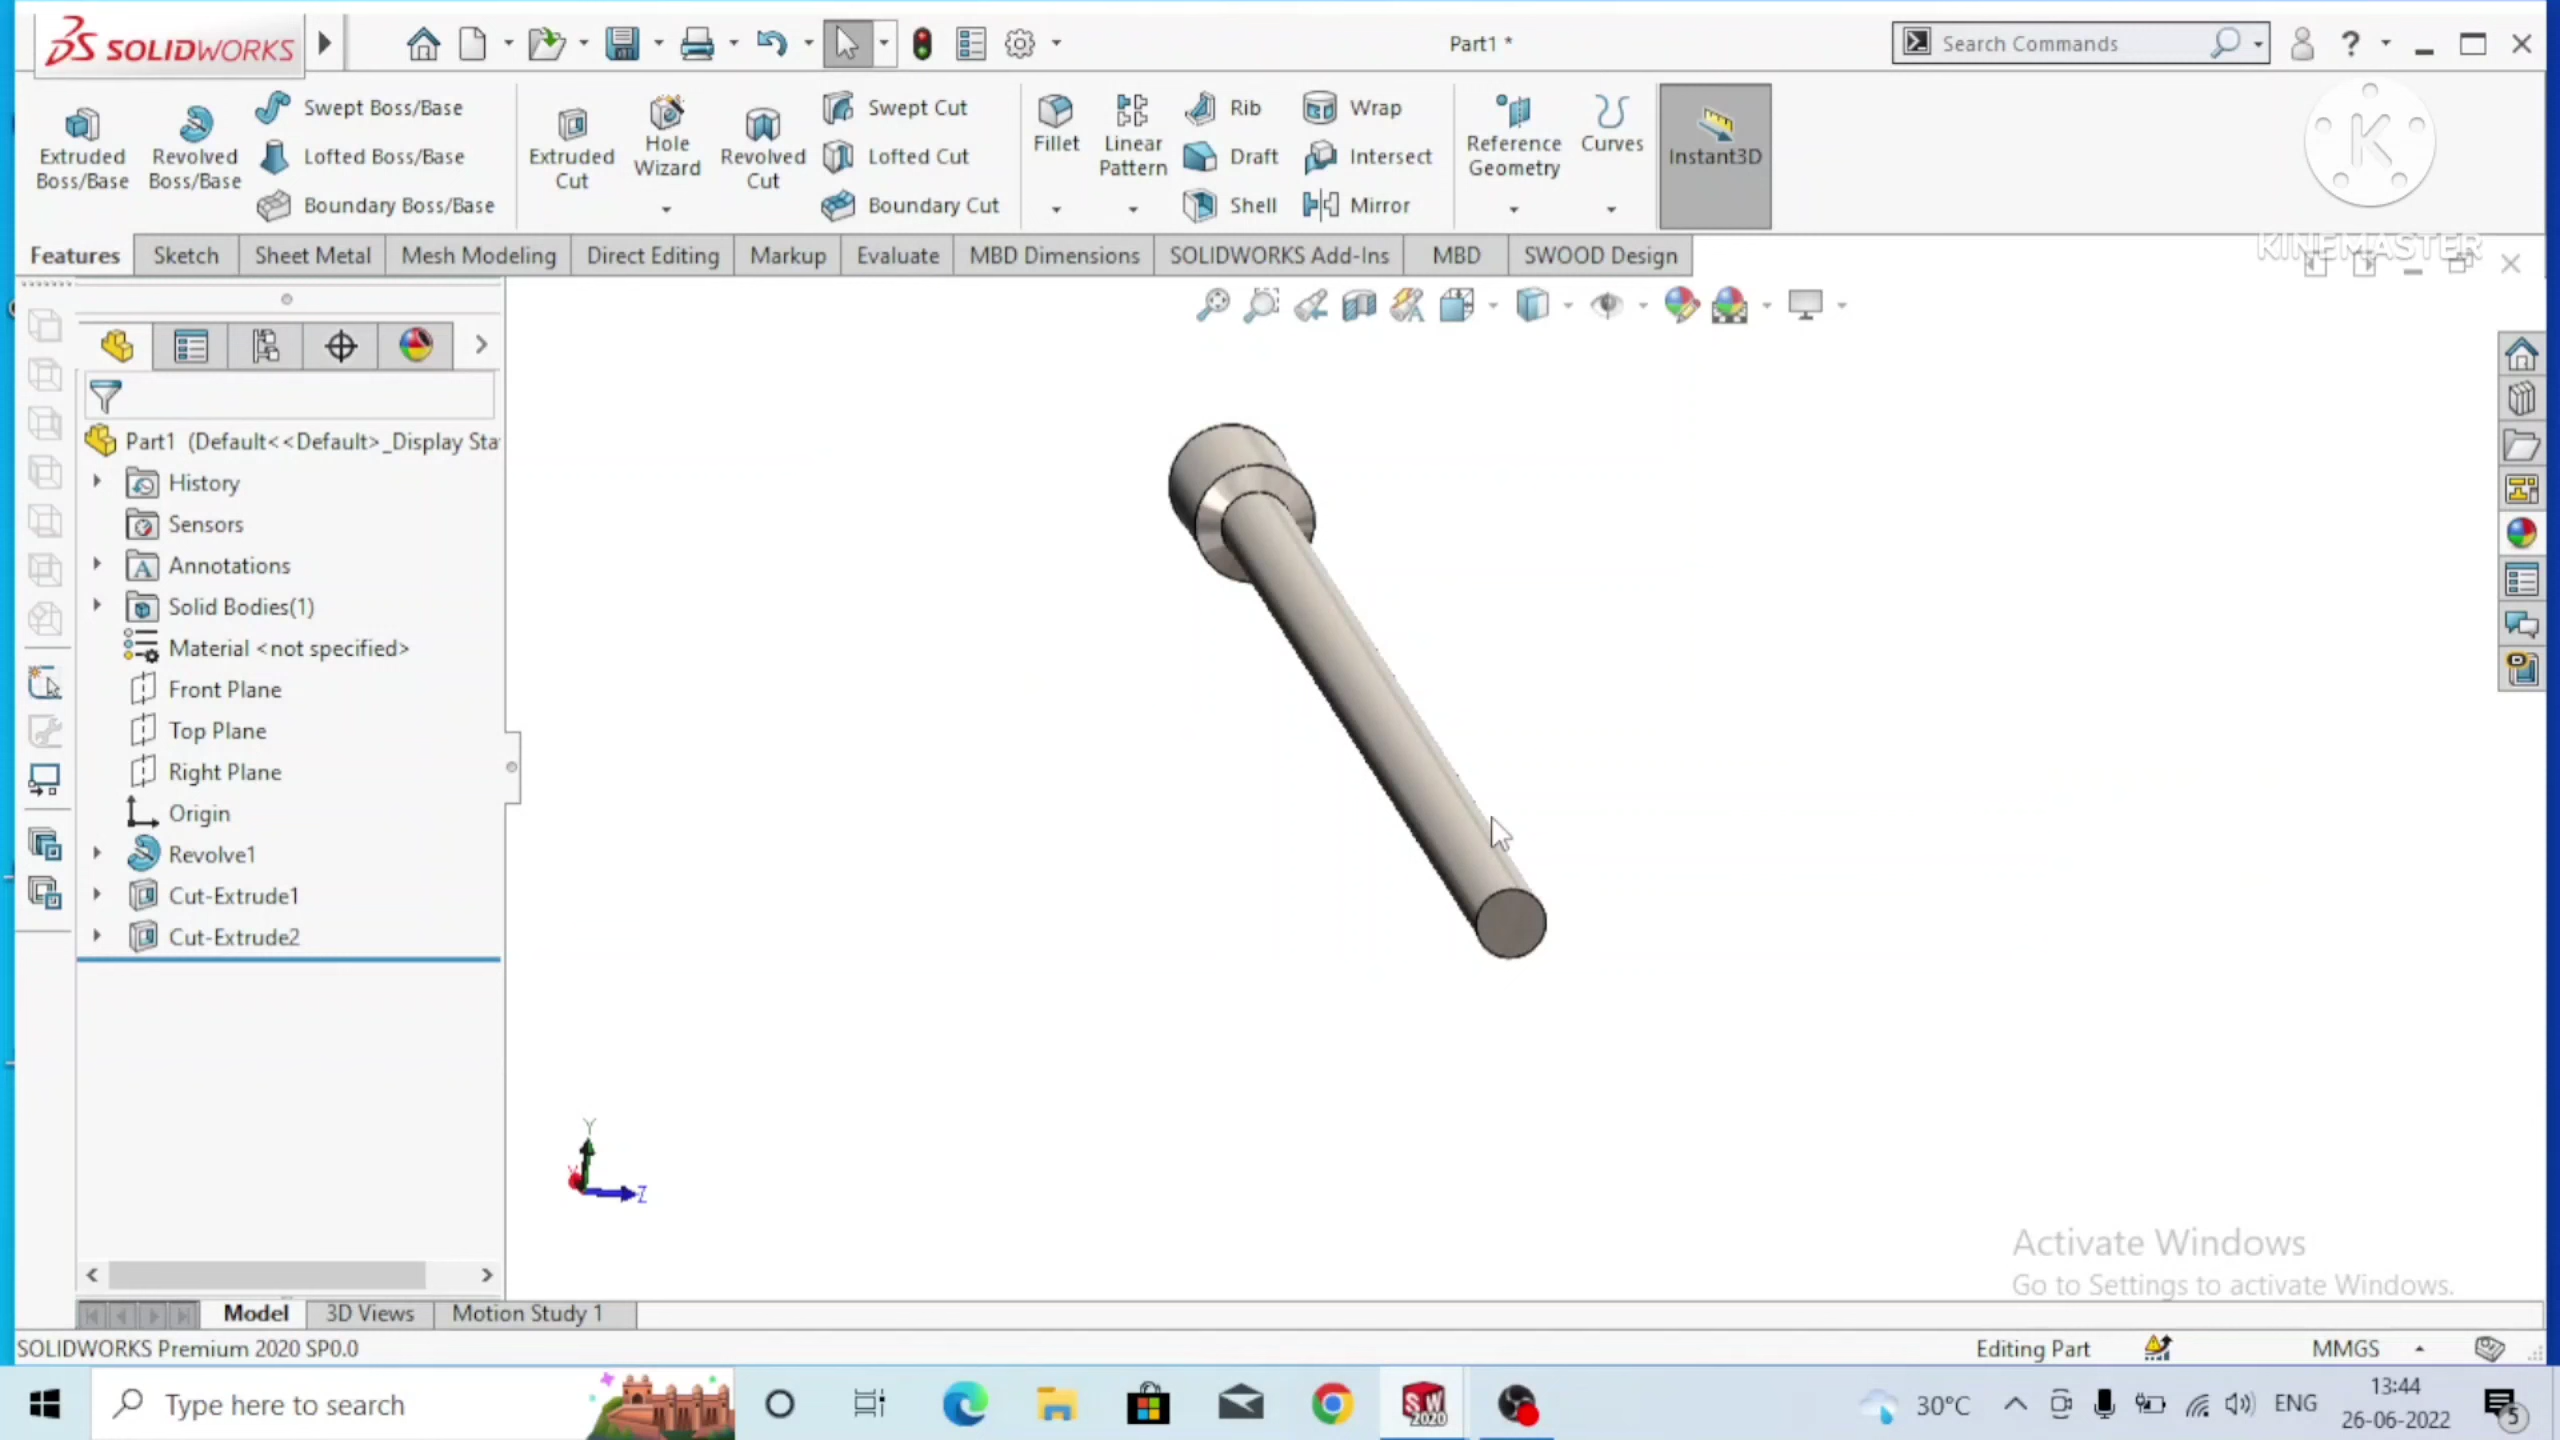 SOLIDWORKS
Part1 *
Search Commands
Extruded Boss/Base
Revolved Boss/Base
Swept Boss/Base
Lofted Boss/Base
Boundary Boss/Base
Extruded Cut
Hole Wizard
Revolved Cut
Swept Cut
Lofted Cut
Boundary Cut
Fillet
Linear Pattern
Rib
Draft
Shell
Wrap
Intersect
Mirror
Reference Geometry
Curves
Instant3D
K
KINEMASTER
Features
Sketch
Sheet Metal
Mesh Modeling
Direct Editing
Markup
Evaluate
MBD Dimensions
SOLIDWORKS Add-Ins
MBD
SWOOD Design
Part1 (Default<<Default>_Display Sta
History
Sensors
Annotations
Solid Bodies(1)
Material <not specified>
Front Plane
Top Plane
Right Plane
Origin
Revolve1
Cut-Extrude1
Cut-Extrude2
Y
Z
Activate Windows
Go to Settings to activate Windows.
Model
3D Views
Motion Study 1
SOLIDWORKS Premium 2020 SP0.0
Editing Part
MMGS
Type here to search
SW
2020
30°C
ENG
13:44
26-06-2022
5